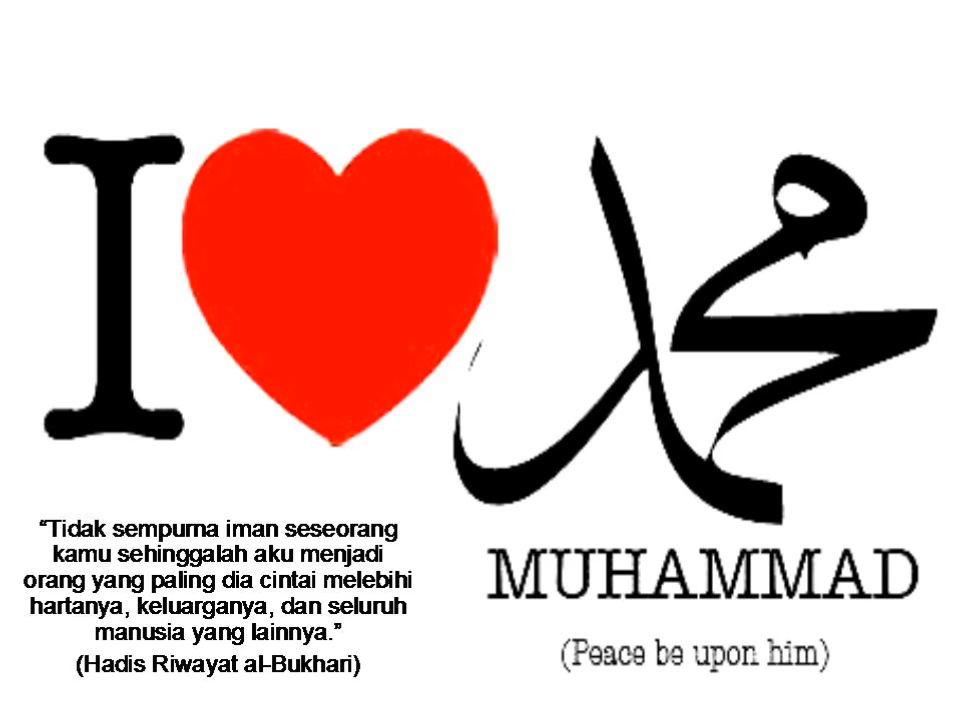 I ❤ محمد
MUHAMMAD
(Peace be upon him)
“Tidak sempurna iman seseorang
kamu sehinggalah aku menjadi
orang yang paling dia cintai melebihi
hartanya, keluarganya, dan seluruh
manusia yang lainnya.”
(Hadis Riwayat al-Bukhari)